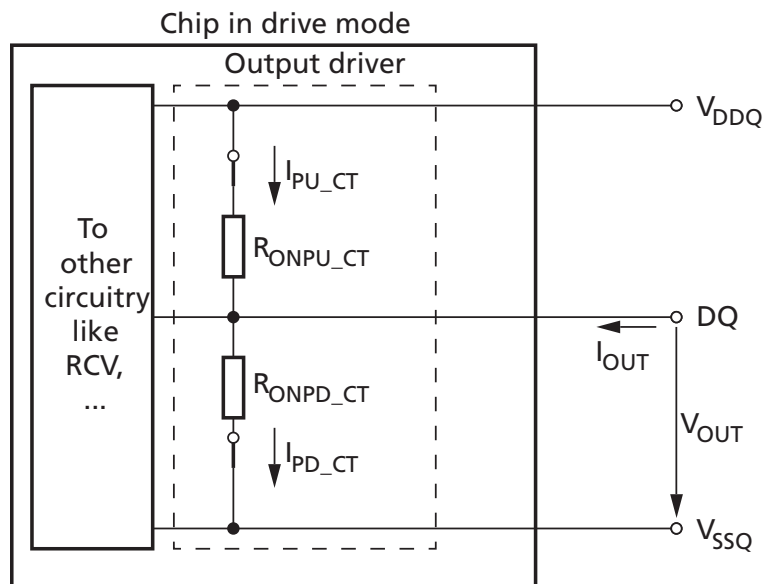 Chip in drive mode
Output driver
VDDQ
IPU_CT
To
other
circuitry
like
RCV,
...
RONPU_CT
DQ
IOUT
RONPD_CT
VOUT
IPD_CT
VSSQ